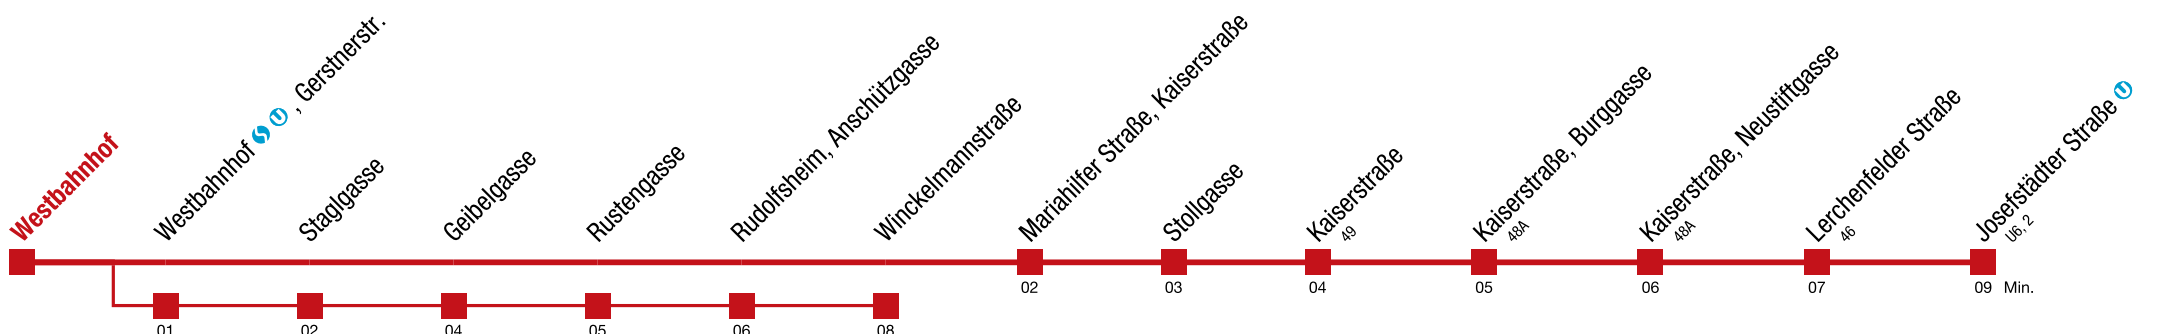 Westbahnhof
Westbahnhof S U , Gerstnerstr.
Staglgasse
Geibelgasse
Rustengasse
Rudolfsheim, Anschützgasse
Winckelmannstraße
Mariahilfer Straße, Kaiserstraße
Stollgasse
Kaiserstraße
49
Kaiserstraße, Burggasse
48A
Kaiserstraße, Neustiftgasse
48A
Lerchenfelder Straße
46
Josefstädter Straße U
U6, 2
02 03 04 05 06 07 09 Min.
01 02 04 05 06 08